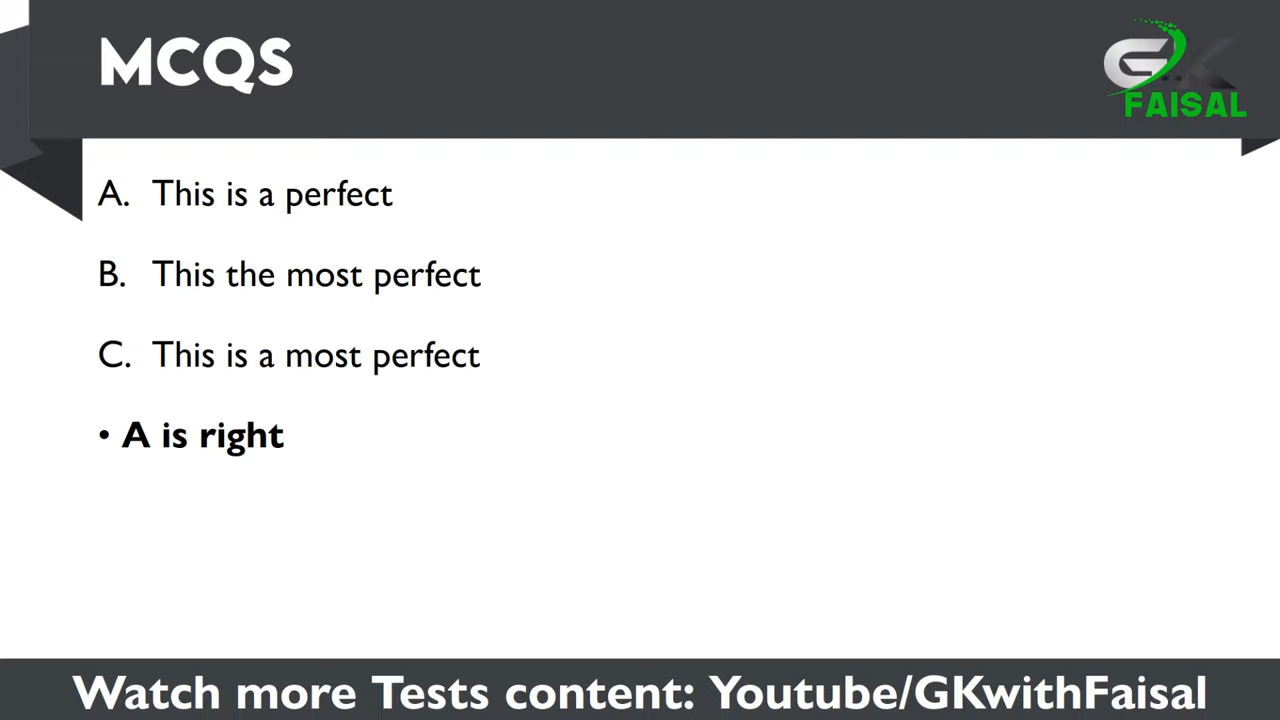 MCQS
GK
FAISAL
A. This is a perfect
B. This the most perfect
C. This is a most perfect
• A is right
Watch more Tests content: Youtube/GKwithFaisal